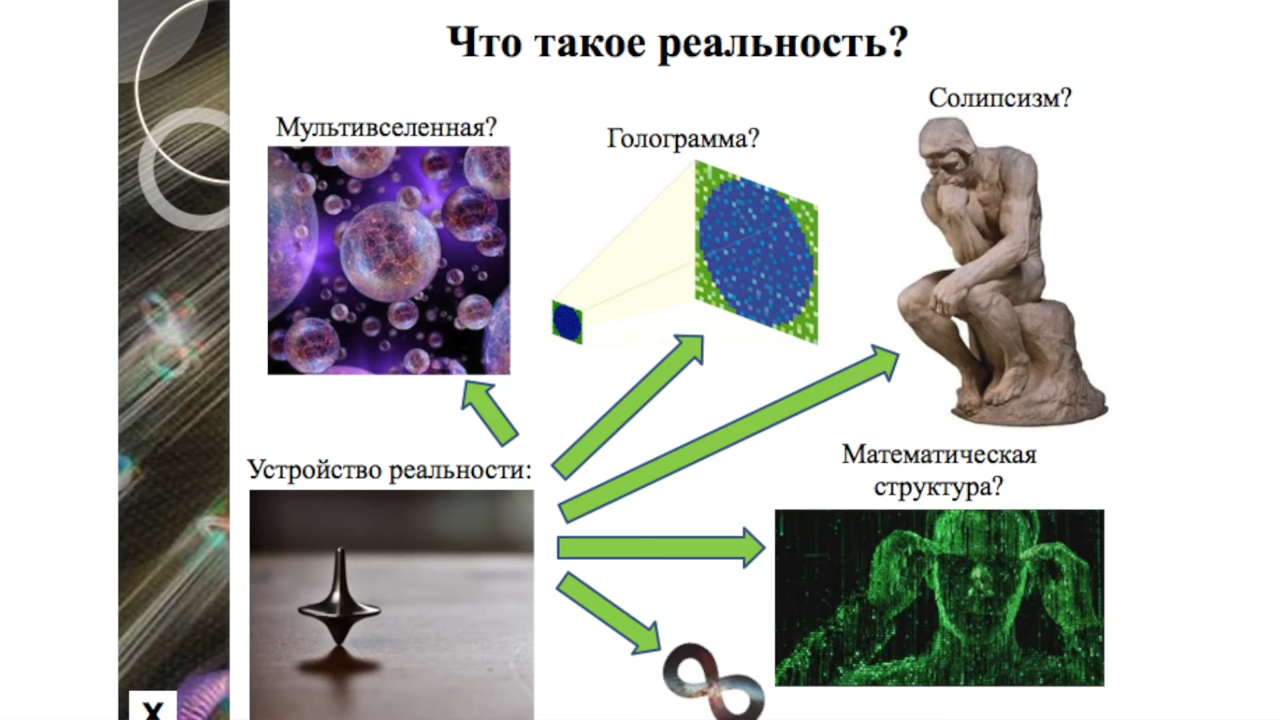 Что такое реальность?
Солипсизм?
Мультивселенная?
Голограмма?
Математическая
структура?
Устройство реальности:
X